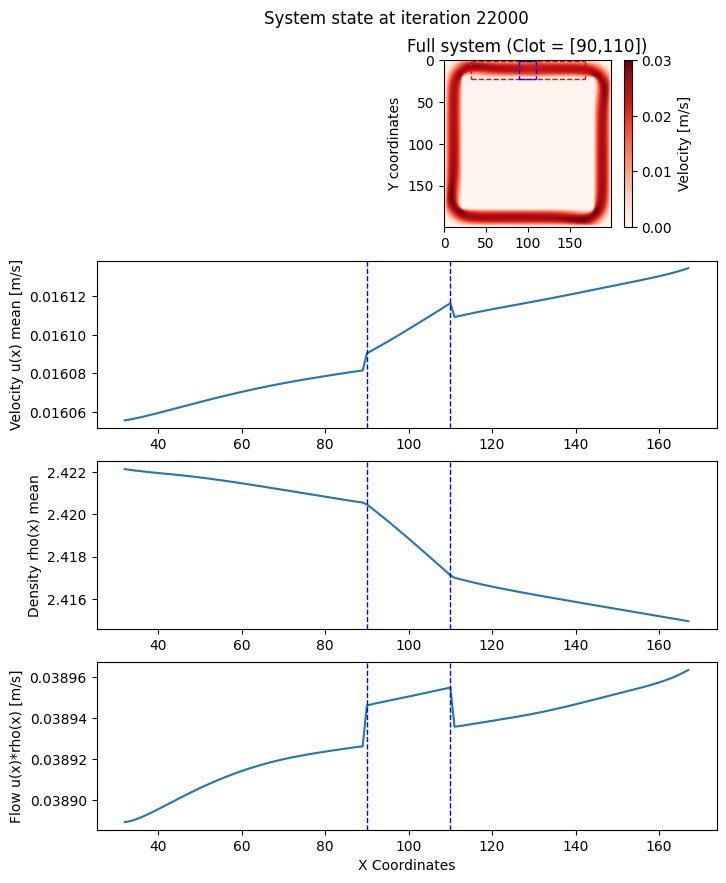 System state at iteration 22000
Full system (Clot = [90,110])
0
50
100
150
Y coordinates
0 50 100 150
0.03
0.02
0.01
0.00
Velocity [m/s]
Velocity u(x) mean [m/s]
0.01612
0.01610
0.01608
0.01606
40 60 80 100 120 140 160
Density rho(x) mean
2.422
2.420
2.418
2.416
40 60 80 100 120 140 160
Flow u(x)*rho(x) [m/s]
0.03896
0.03894
0.03892
0.03890
40 60 80 100 120 140 160
X Coordinates